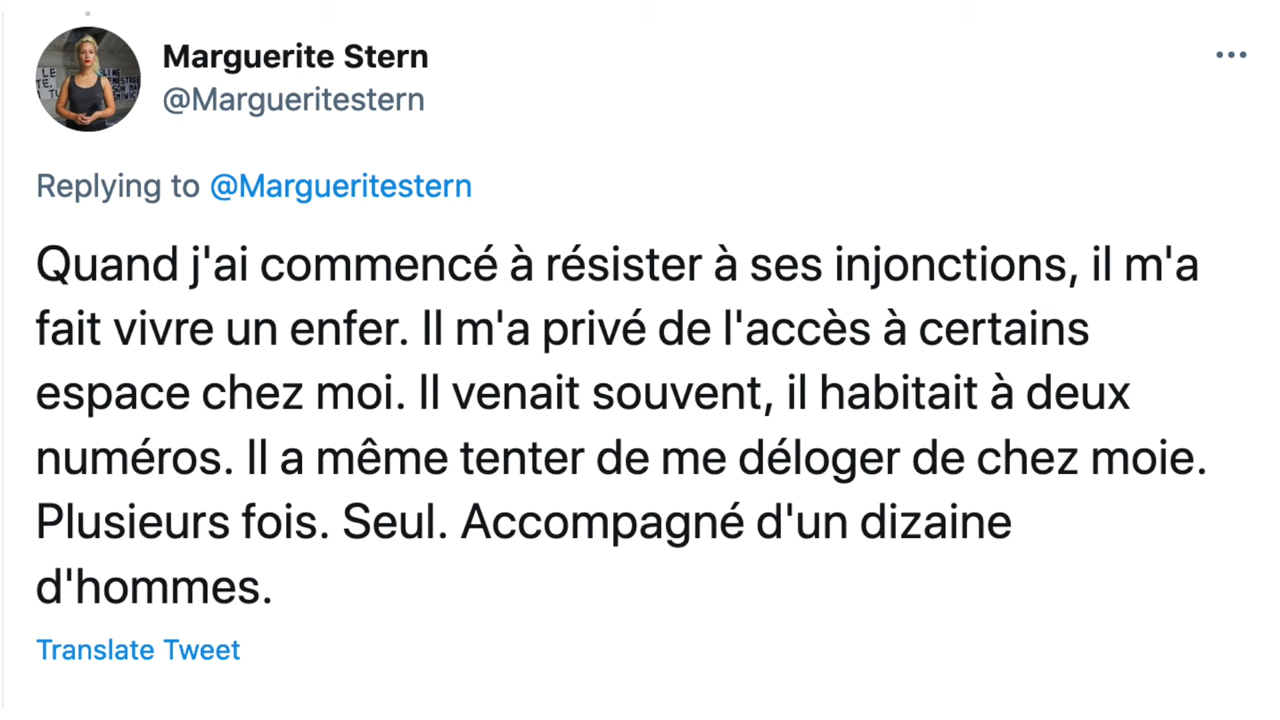 Marguerite Stern
@Margueritestern
Replying to @Margueritestern
Quand j'ai commencé à résister à ses injonctions, il m'a
fait vivre un enfer. Il m'a privé de l'accès à certains
espace chez moi. Il venait souvent, il habitait à deux
numéros. Il a même tenter de me déloger de chez moie.
Plusieurs fois. Seul. Accompagné d'un dizaine
d'hommes.
Translate Tweet